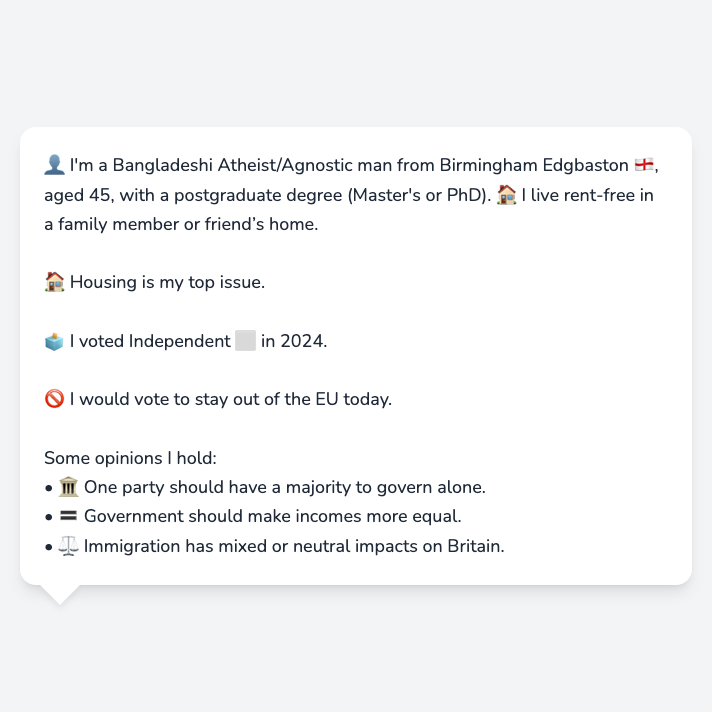 👤 I'm a Bangladeshi Atheist/Agnostic man from Birmingham Edgbaston 🏴󠁧󠁢󠁥󠁮󠁧󠁿,
aged 45, with a postgraduate degree (Master's or PhD). 🏠 I live rent-free in
a family member or friend’s home.
🏠 Housing is my top issue.
🗳️ I voted Independent ⬜ in 2024.
🚫 I would vote to stay out of the EU today.
Some opinions I hold:
• 🏛️ One party should have a majority to govern alone.
• 🟰 Government should make incomes more equal.
• ⚖️ Immigration has mixed or neutral impacts on Britain.